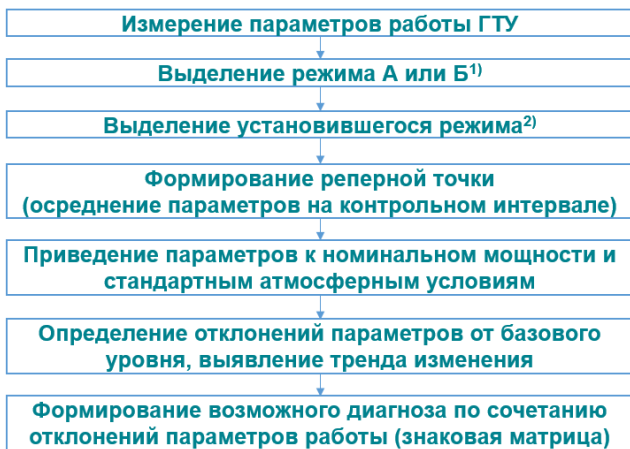 Измерение параметров работы ГТУ
Выделение режима А или Б¹⁾
Выделение установившегося режима²⁾
Формирование реперной точки
(осреднение параметров на контрольном интервале)
Приведение параметров к номинальном мощности и
стандартным атмосферным условиям
Определение отклонений параметров от базового
уровня, выявление тренда изменения
Формирование возможного диагноза по сочетанию
отклонений параметров работы (знаковая матрица)